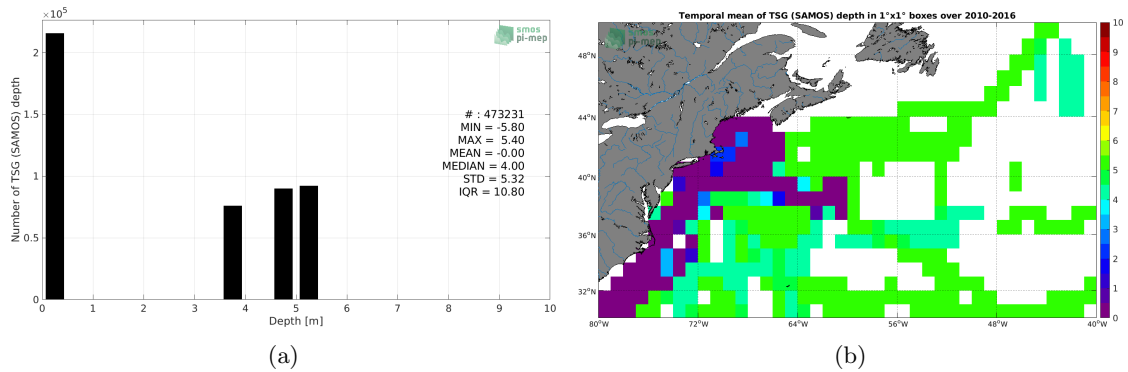 ×10⁵
smos
pi-mep
2
1.5
1
0.5
0
Number of TSG (SAMOS) depth
# : 473231
MIN = -5.80
MAX = 5.40
MEAN = -0.00
MEDIAN = 4.00
STD = 5.32
IQR = 10.80
0 1 2 3 4 5 6 7 8 9 10
Depth [m]
(a)
Temporal mean of TSG (SAMOS) depth in 1°x1° boxes over 2010-2016
smos
pi-mep
48°N
44°N
40°N
36°N
32°N
80°W 72°W 64°W 56°W 48°W 40°W
10
9
8
7
6
5
4
3
2
1
0
(b)